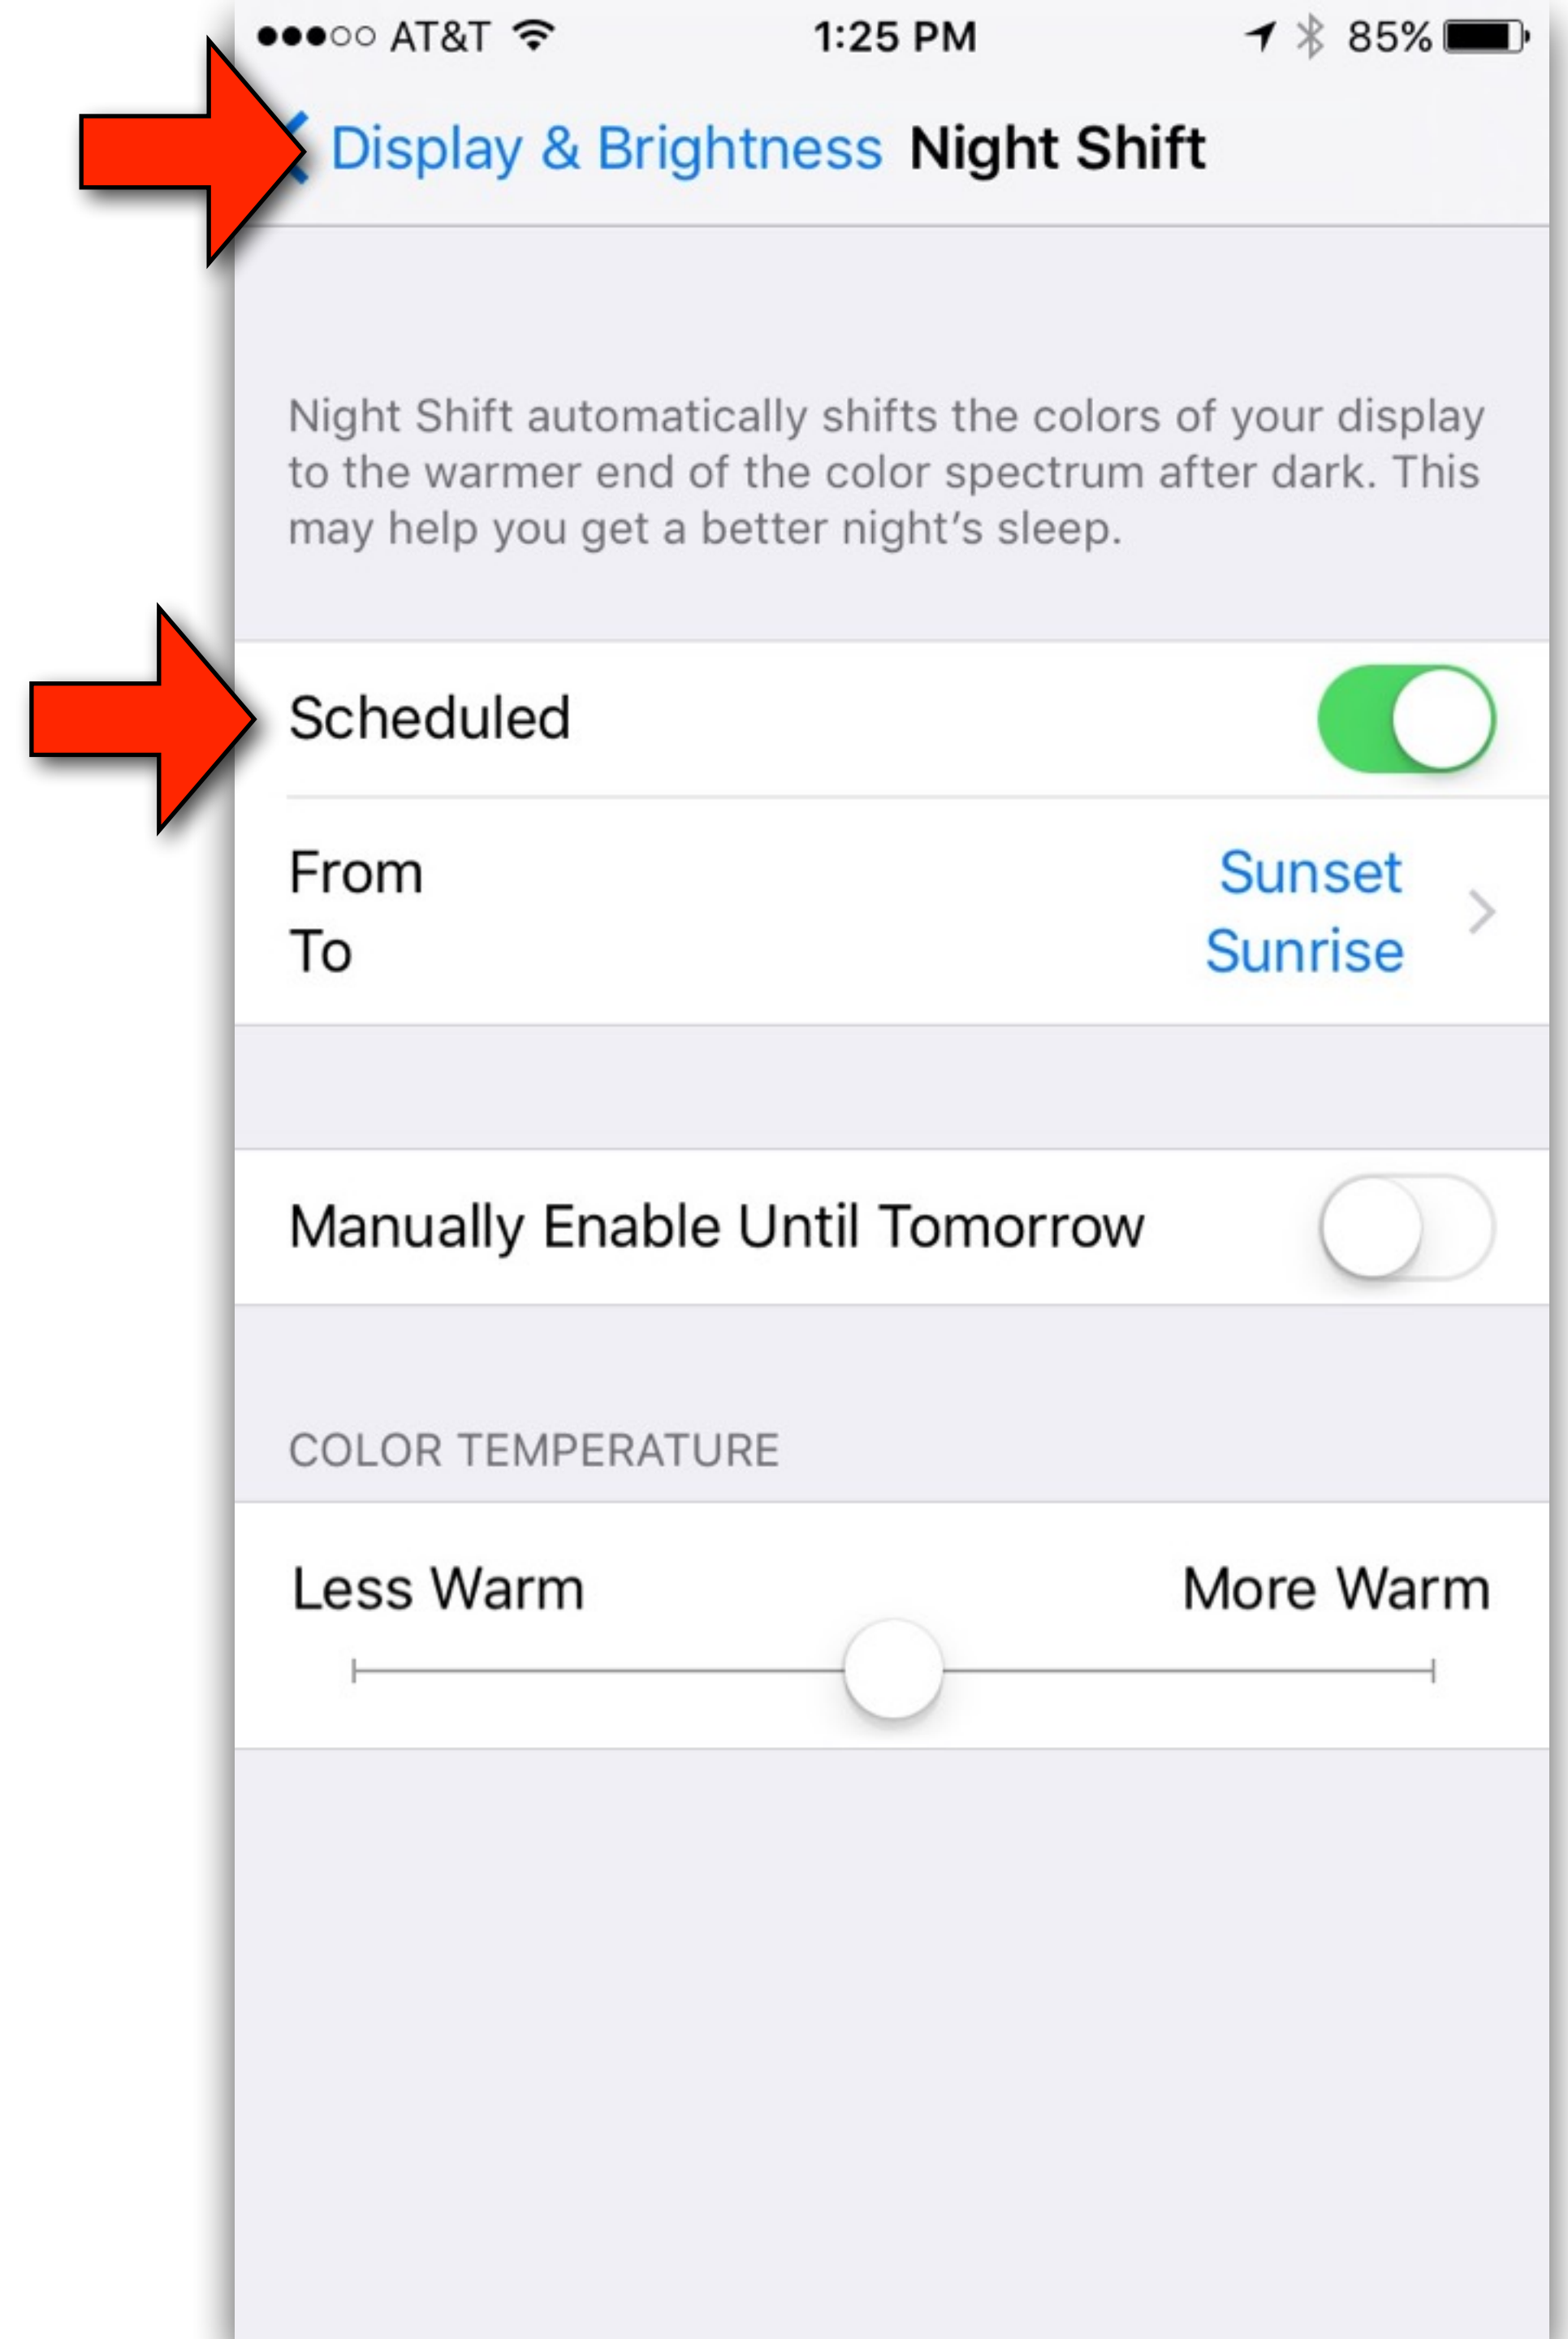 AT&T 1:25 PM 85%
Display & Brightness Night Shift
Night Shift automatically shifts the colors of your display
to the warmer end of the color spectrum after dark. This
may help you get a better night's sleep.
Scheduled
From Sunset
To Sunrise
Manually Enable Until Tomorrow
COLOR TEMPERATURE
Less Warm More Warm